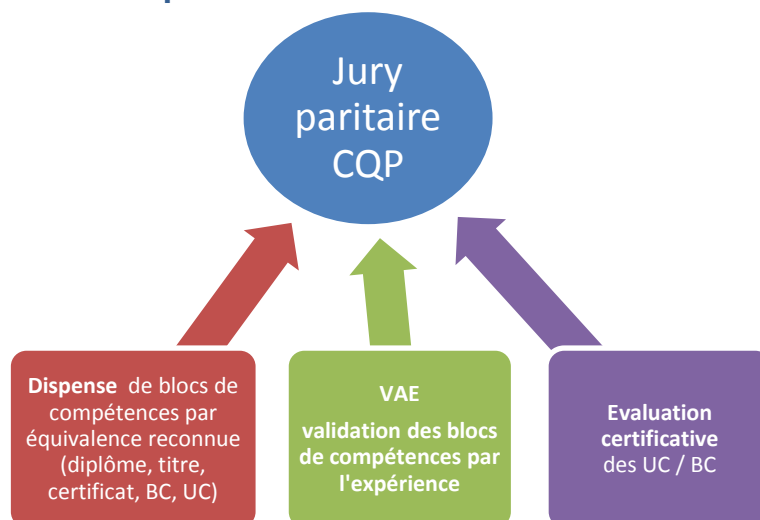 Jury
paritaire
CQP
Dispense de blocs de
compétences par
équivalence reconnue
(diplôme, titre,
certificat, BC, UC)
VAE
validation des blocs
de compétences par
l'expérience
Evaluation
certificative
des UC / BC